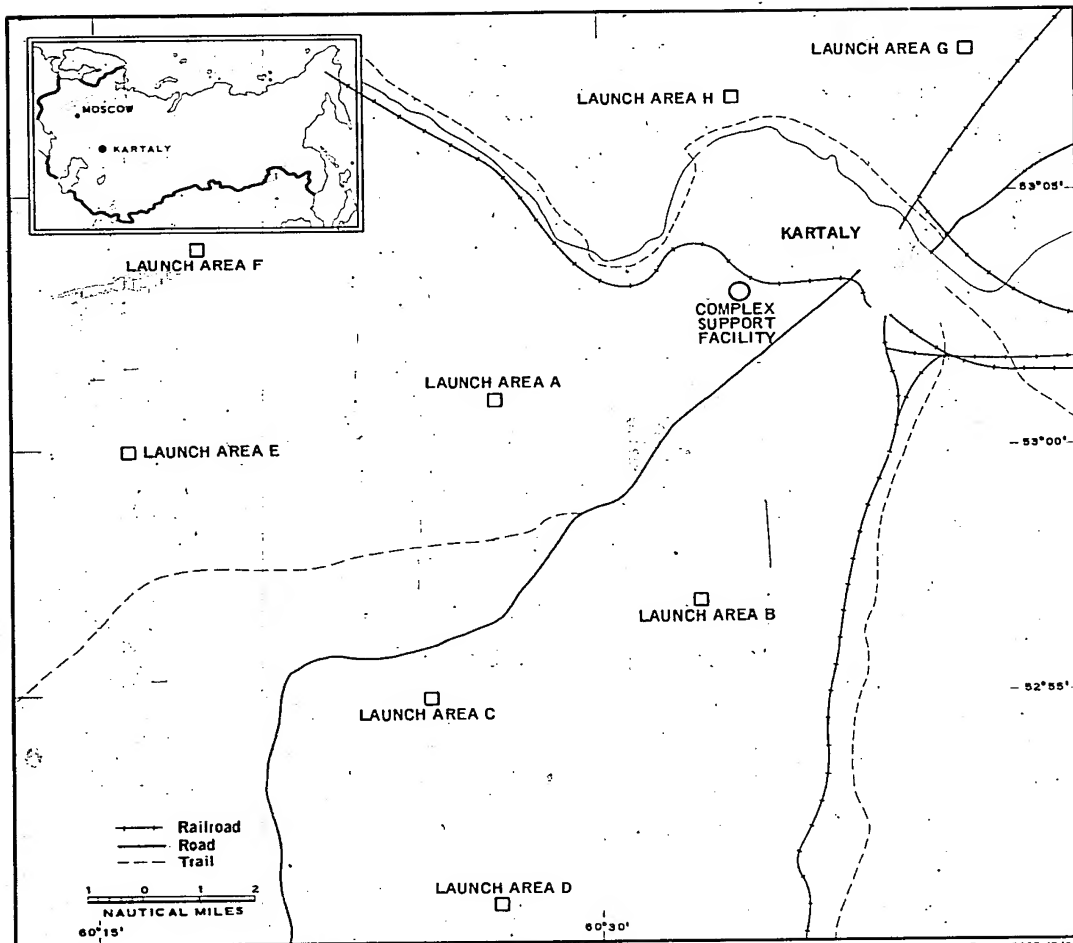 LAUNCH AREA G
LAUNCH AREA H
MOSCOW
KARTALY
53°05'
KARTALY
LAUNCH AREA F
COMPLEX
SUPPORT
FACILITY
LAUNCH AREA A
53°00'
LAUNCH AREA E
LAUNCH AREA B
52°55'
LAUNCH AREA C
Railroad
Road
Trail
LAUNCH AREA D
1 0 1 2
NAUTICAL MILES
60°15'
60°30'